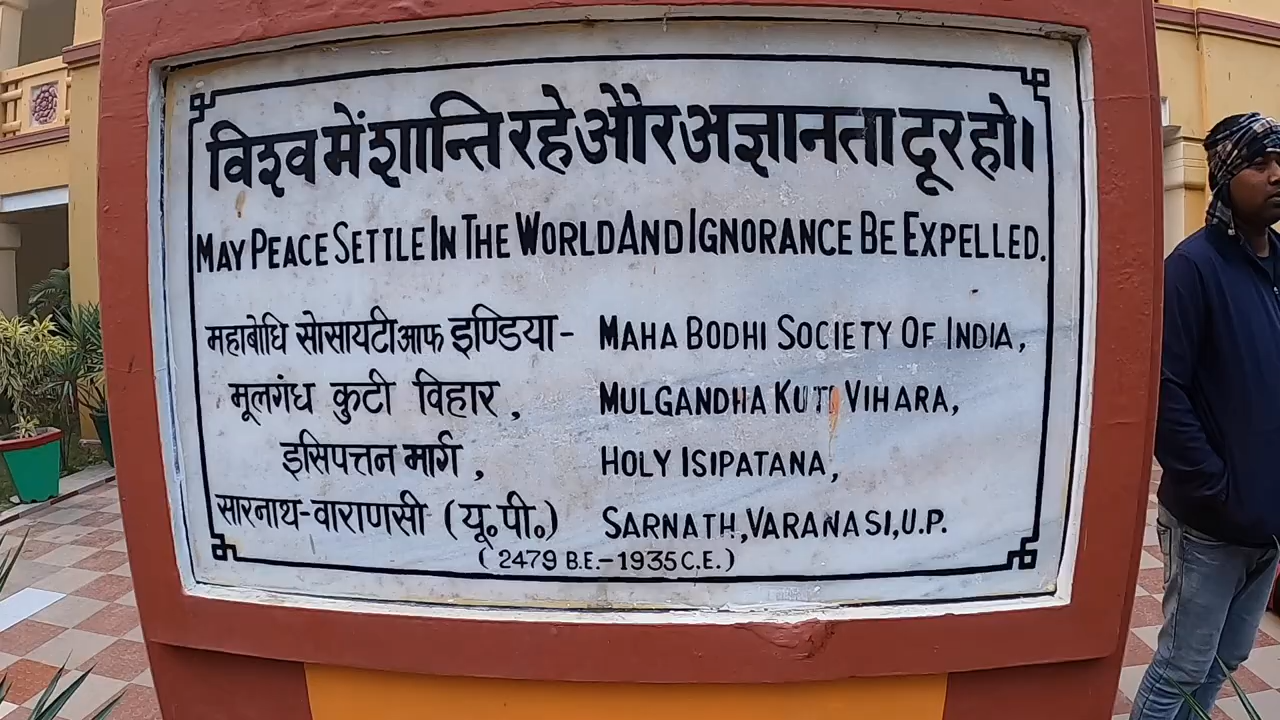 विश्व में शान्ति रहे और अज्ञानता दूर हो।
MAY PEACE SETTLE IN THE WORLD AND IGNORANCE BE EXPELLED.
महाबोधि सोसायटी आफ इण्डिया - MAHA BODHI SOCIETY OF INDIA,
मूलगंध कुटी विहार, MULGANDHA KUTI VIHARA,
इसिपत्तन मार्ग, HOLY ISIPATANA,
सारनाथ-वाराणसी (यू॰पी॰) SARNATH, VARANASI, U.P.
(2479 B.E.-1935 C.E.)